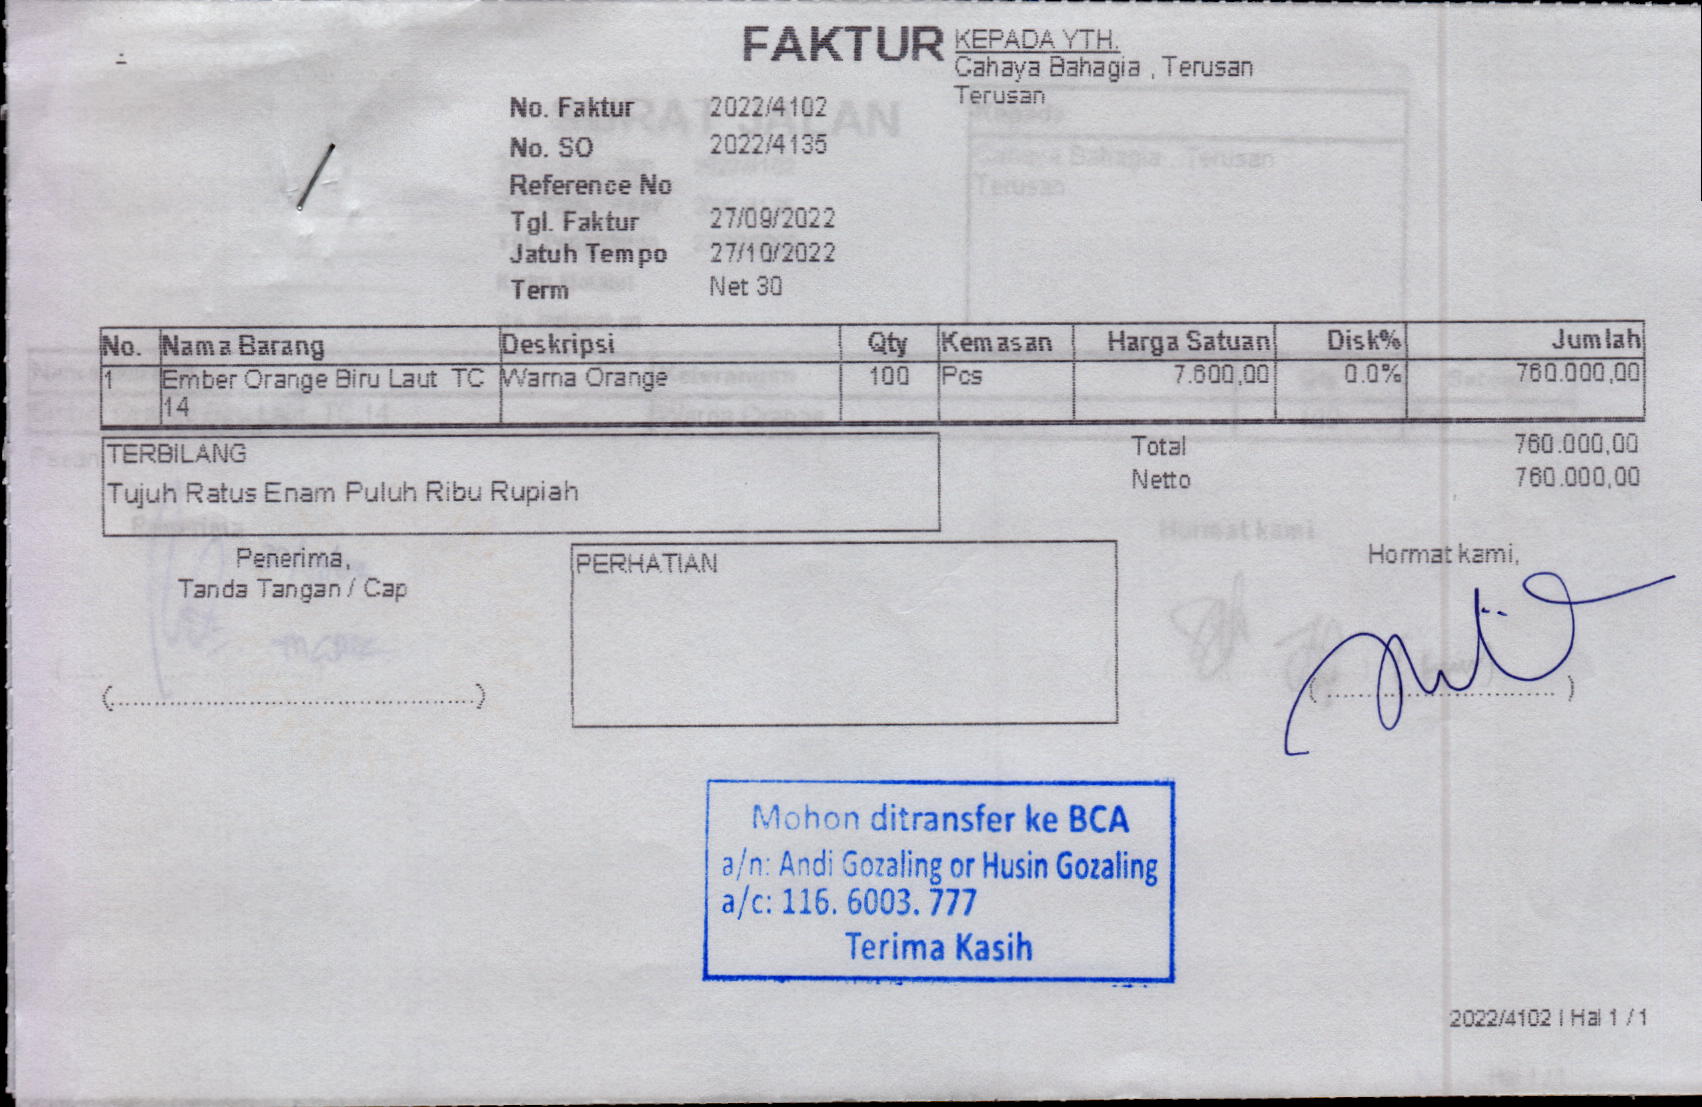 FAKTUR
KEPADA YTH.
Cahaya Bahagia , Terusan
Terusan
No. Faktur 2022/4102
No. SO 2022/4135
Reference No
Tgl. Faktur 27/09/2022
Jatuh Tempo 27/10/2022
Term Net 30
No. Nama Barang Deskripsi Qty Kemasan Harga Satuan Disk% Jumlah
1 Ember Orange Biru Laut TC Warna Orange 100 Pcs 7.600,00 0.0% 760.000,00
14
TERBILANG
Tujuh Ratus Enam Puluh Ribu Rupiah
Total 760.000,00
Netto 760.000,00
Penerima,
Tanda Tangan / Cap
(..............................................)
PERHATIAN
Hormat kami,
(..............................)
Mohon ditransfer ke BCA
a/n: Andi Gozaling or Husin Gozaling
a/c: 116. 6003. 777
Terima Kasih
2022/4102 | Hal 1 / 1